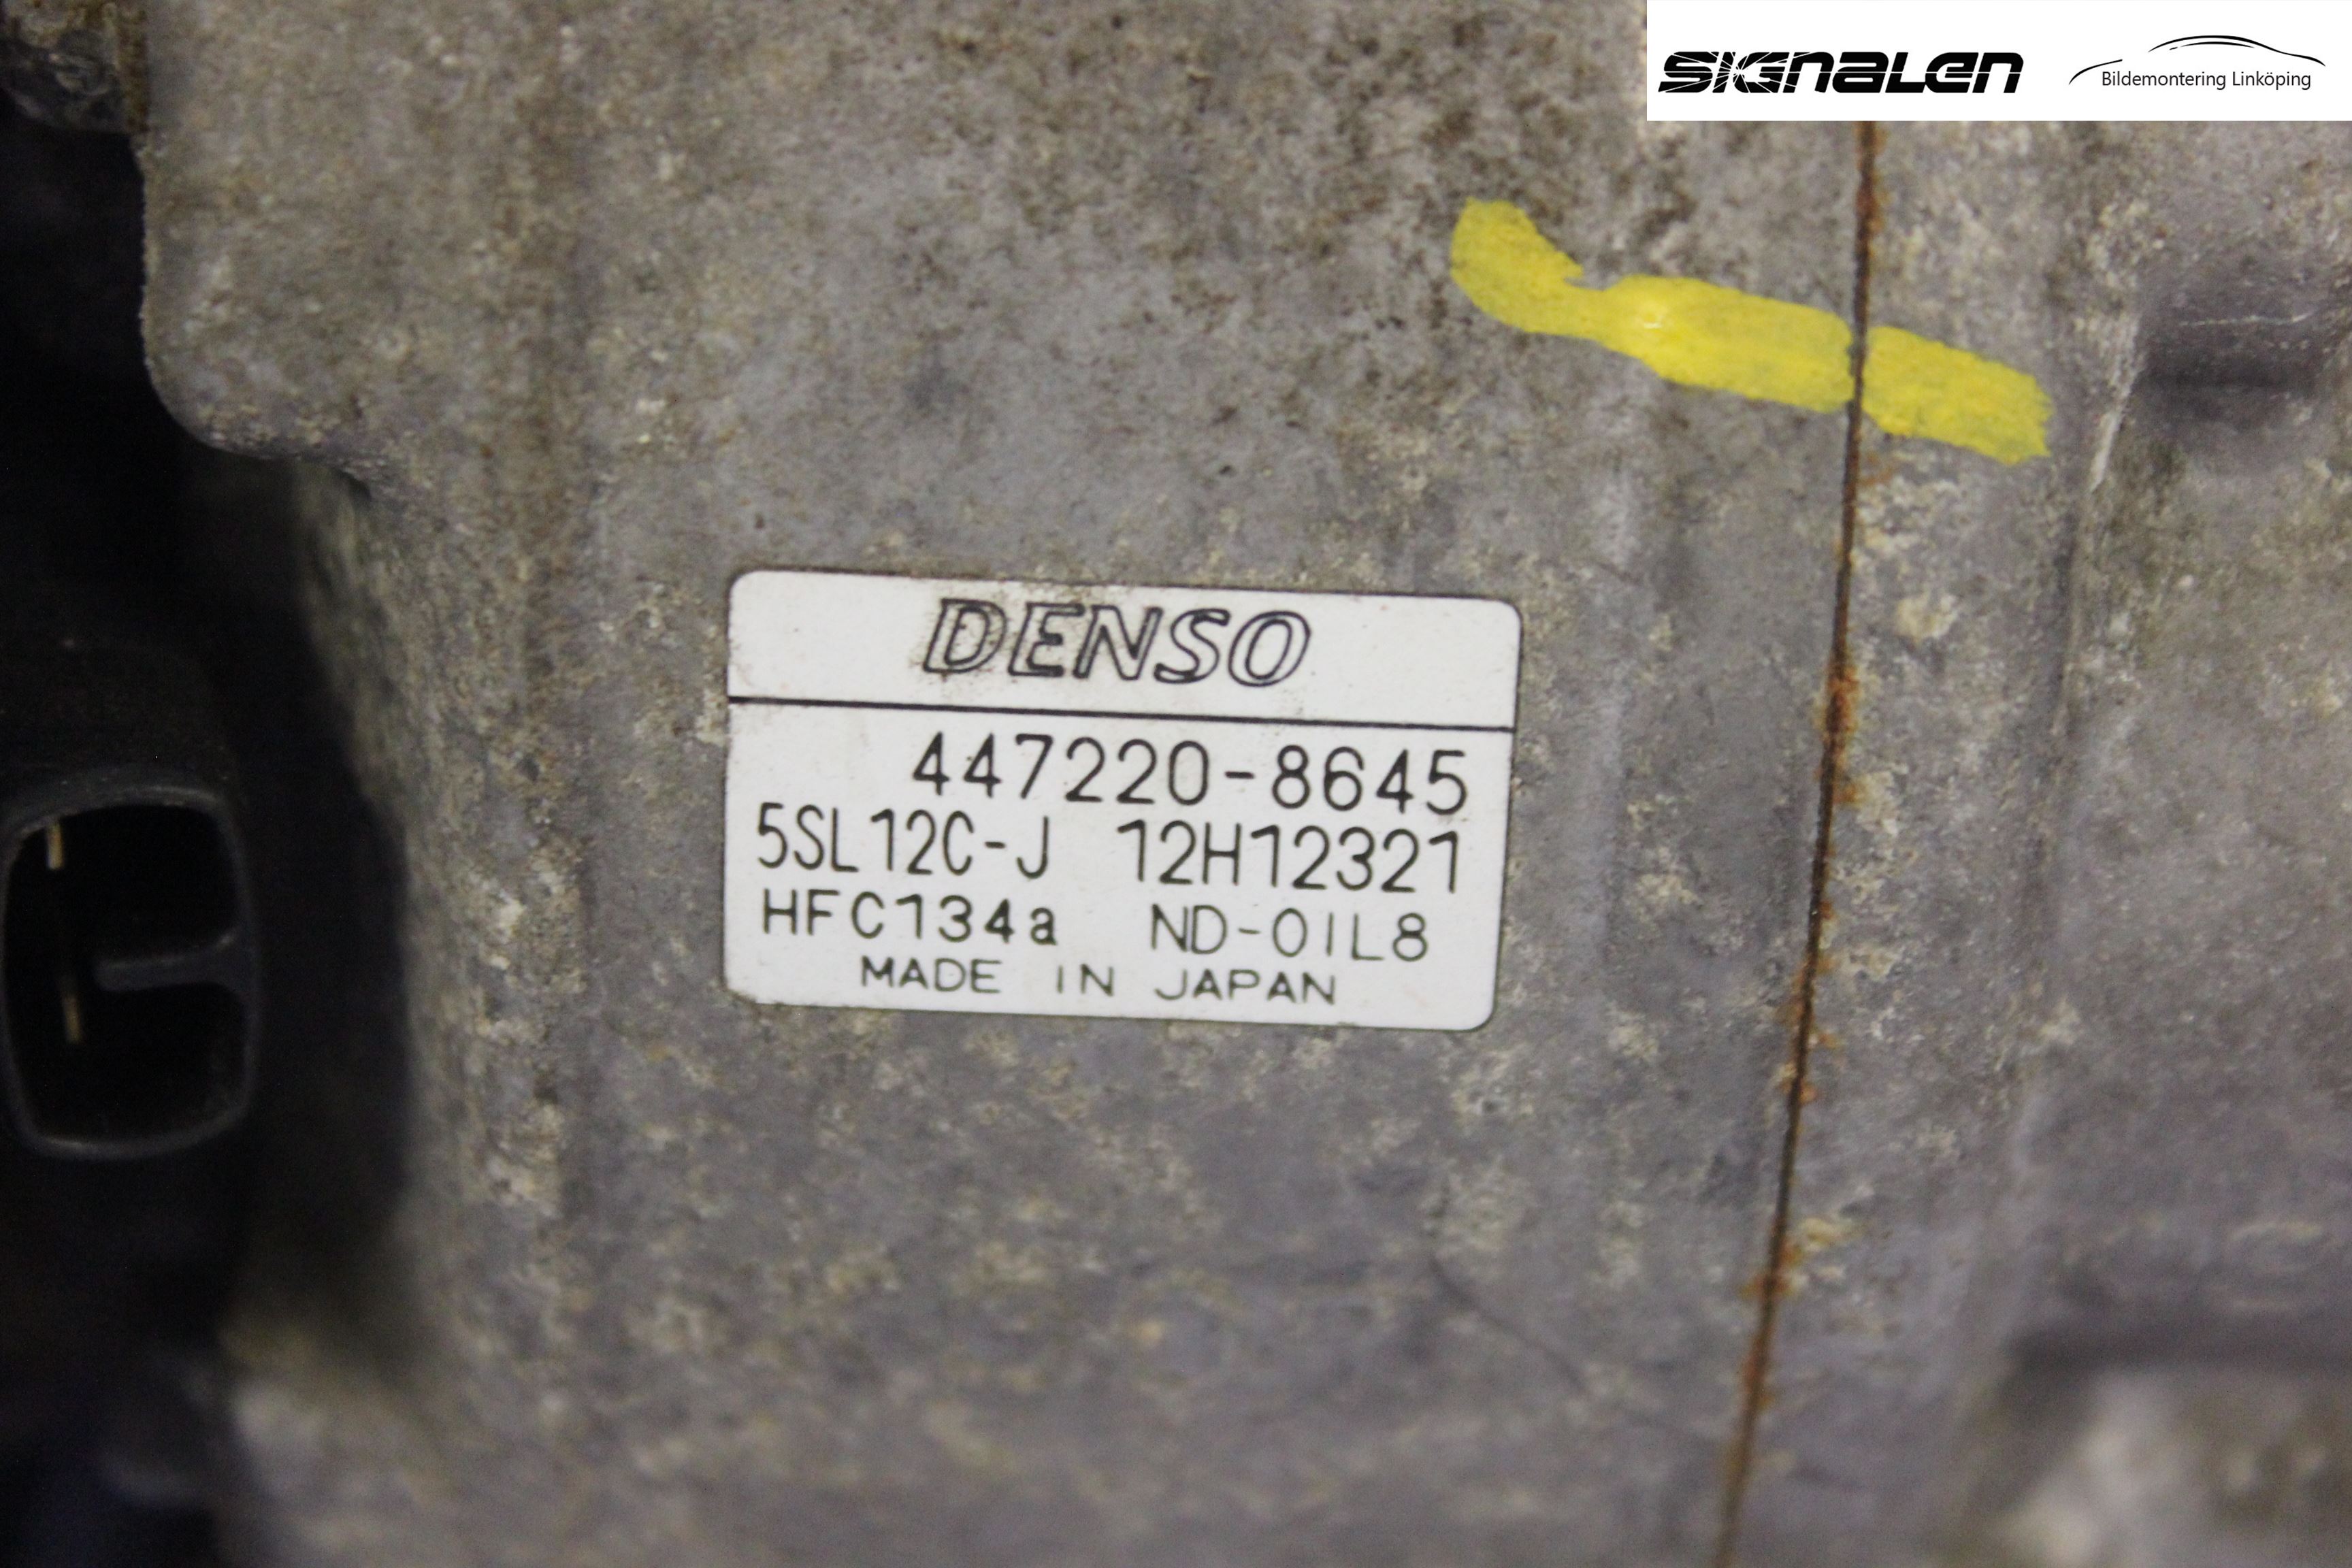 SIGNALEN
Bildemontering Linköping
DENSO
447220-8645
5SL12C-J 12H12321
HFC134a ND-OIL8
MADE IN JAPAN